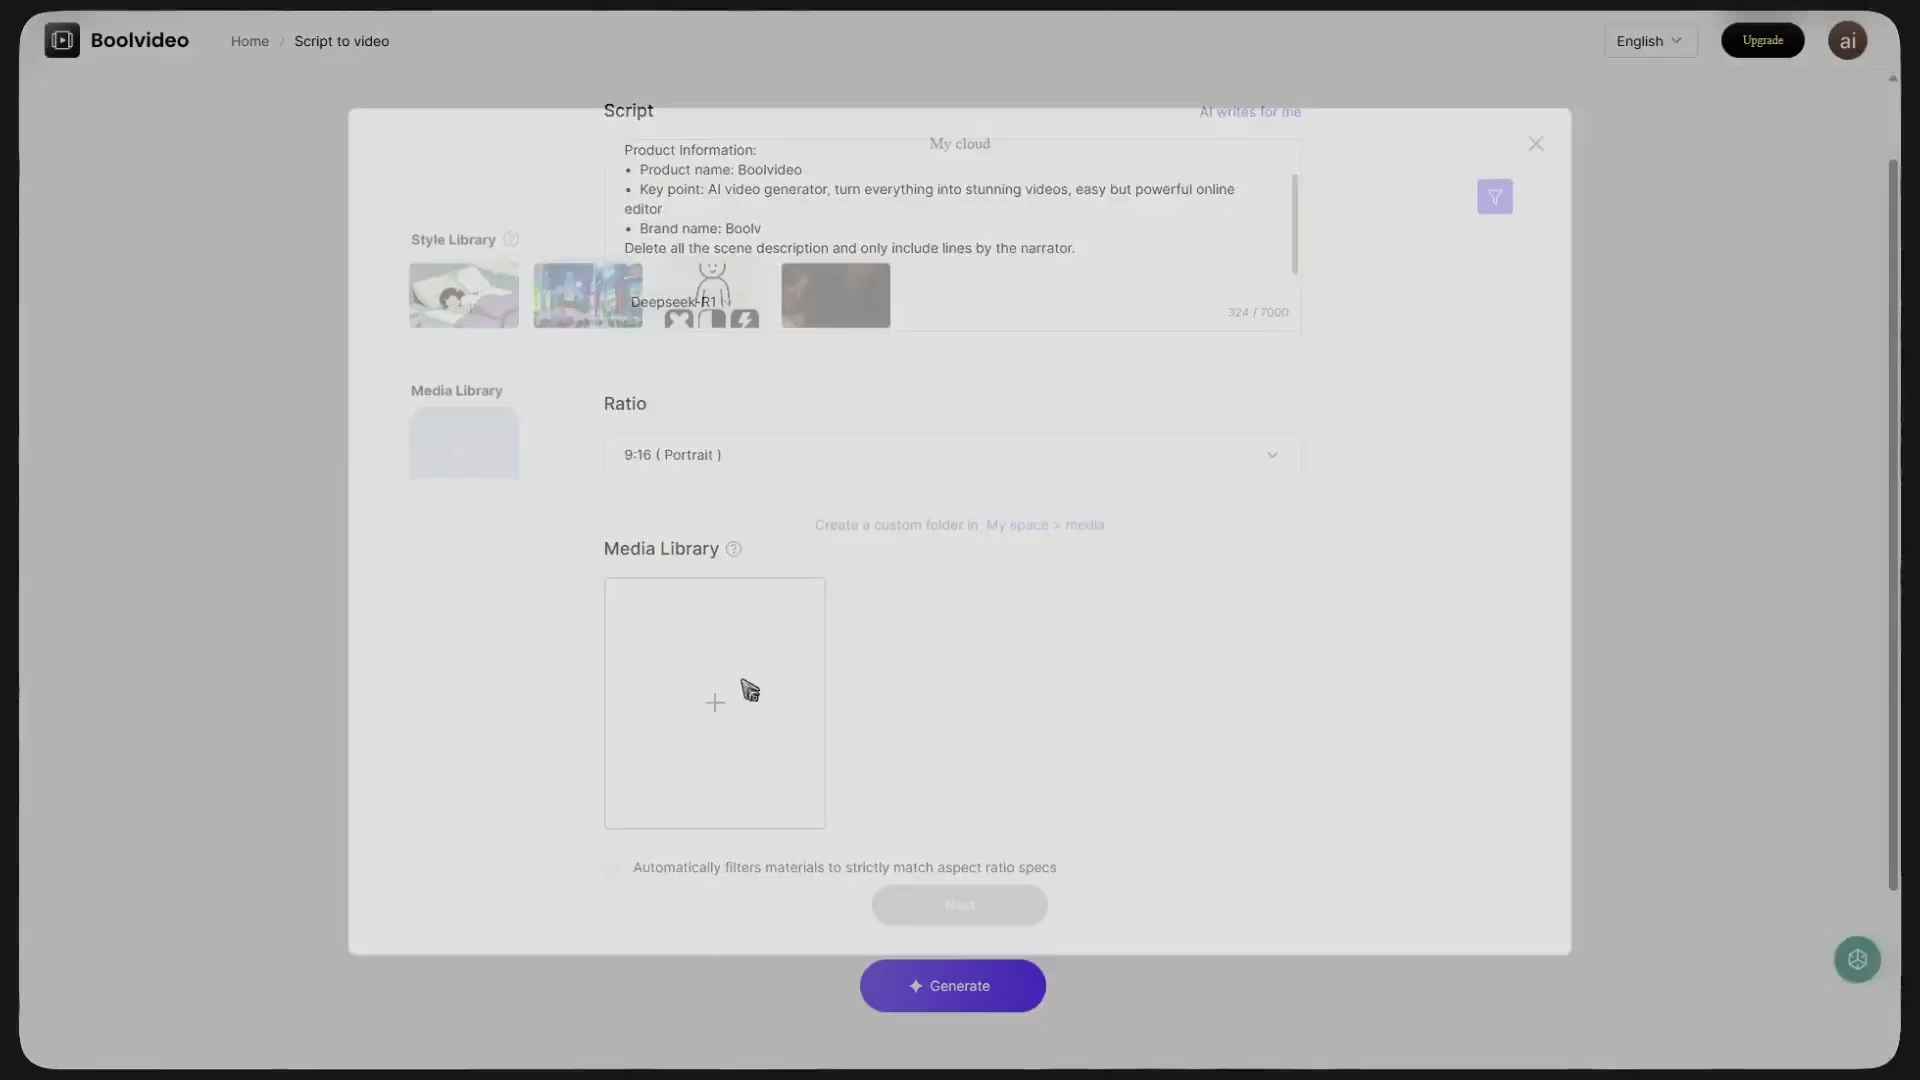 Boolvideo
Home > Script to video
English
Upgrade
ai
Script
AI writes for me
My cloud
Product Information:
• Product name: Boolvideo
• Key point: AI video generator, turn everything into stunning videos, easy but powerful online
editor
• Brand name: Boolv
Delete all the scene description and only include lines by the narrator.
Style Library
Deepseek-R1
324 / 7000
Media Library
Ratio
9:16 ( Portrait )
Create a custom folder in My space > media
Media Library
Automatically filters materials to strictly match aspect ratio specs
Next
Generate